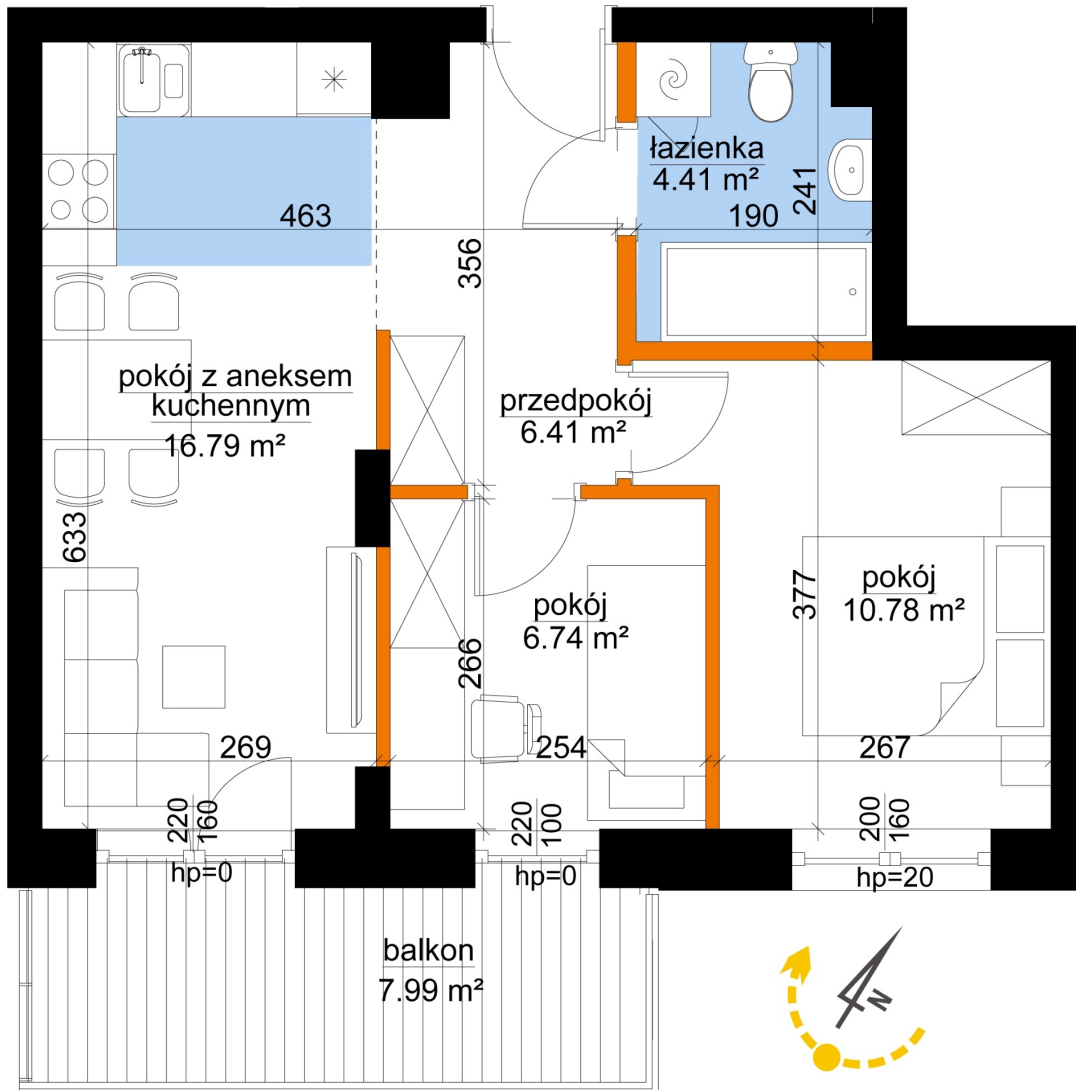 łazienka
4.41 m²
463
190
241
356
pokój z aneksem
kuchennym
16.79 m²
przedpokój
6.41 m²
633
377
pokój
10.78 m²
pokój
6.74 m²
266
269
254
267
220
160
hp=0
220
100
hp=0
200
160
hp=20
balkon
7.99 m²
N